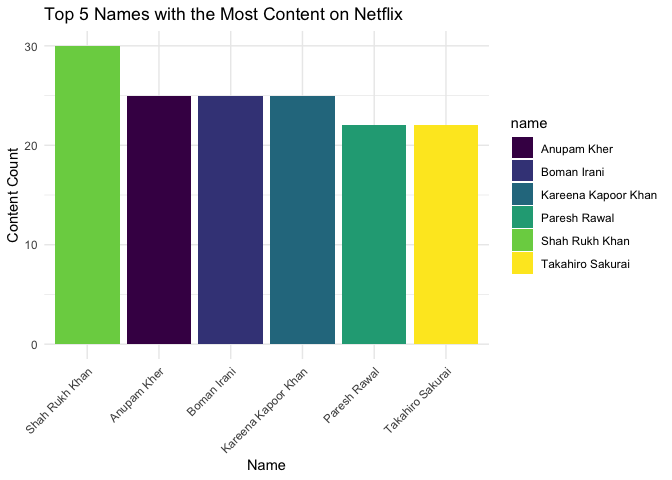 Top 5 Names with the Most Content on Netflix
Content Count
30
20
10
0
Shah Rukh Khan
Anupam Kher
Boman Irani
Kareena Kapoor Khan
Paresh Rawal
Takahiro Sakurai
Name
name
Anupam Kher
Boman Irani
Kareena Kapoor Khan
Paresh Rawal
Shah Rukh Khan
Takahiro Sakurai